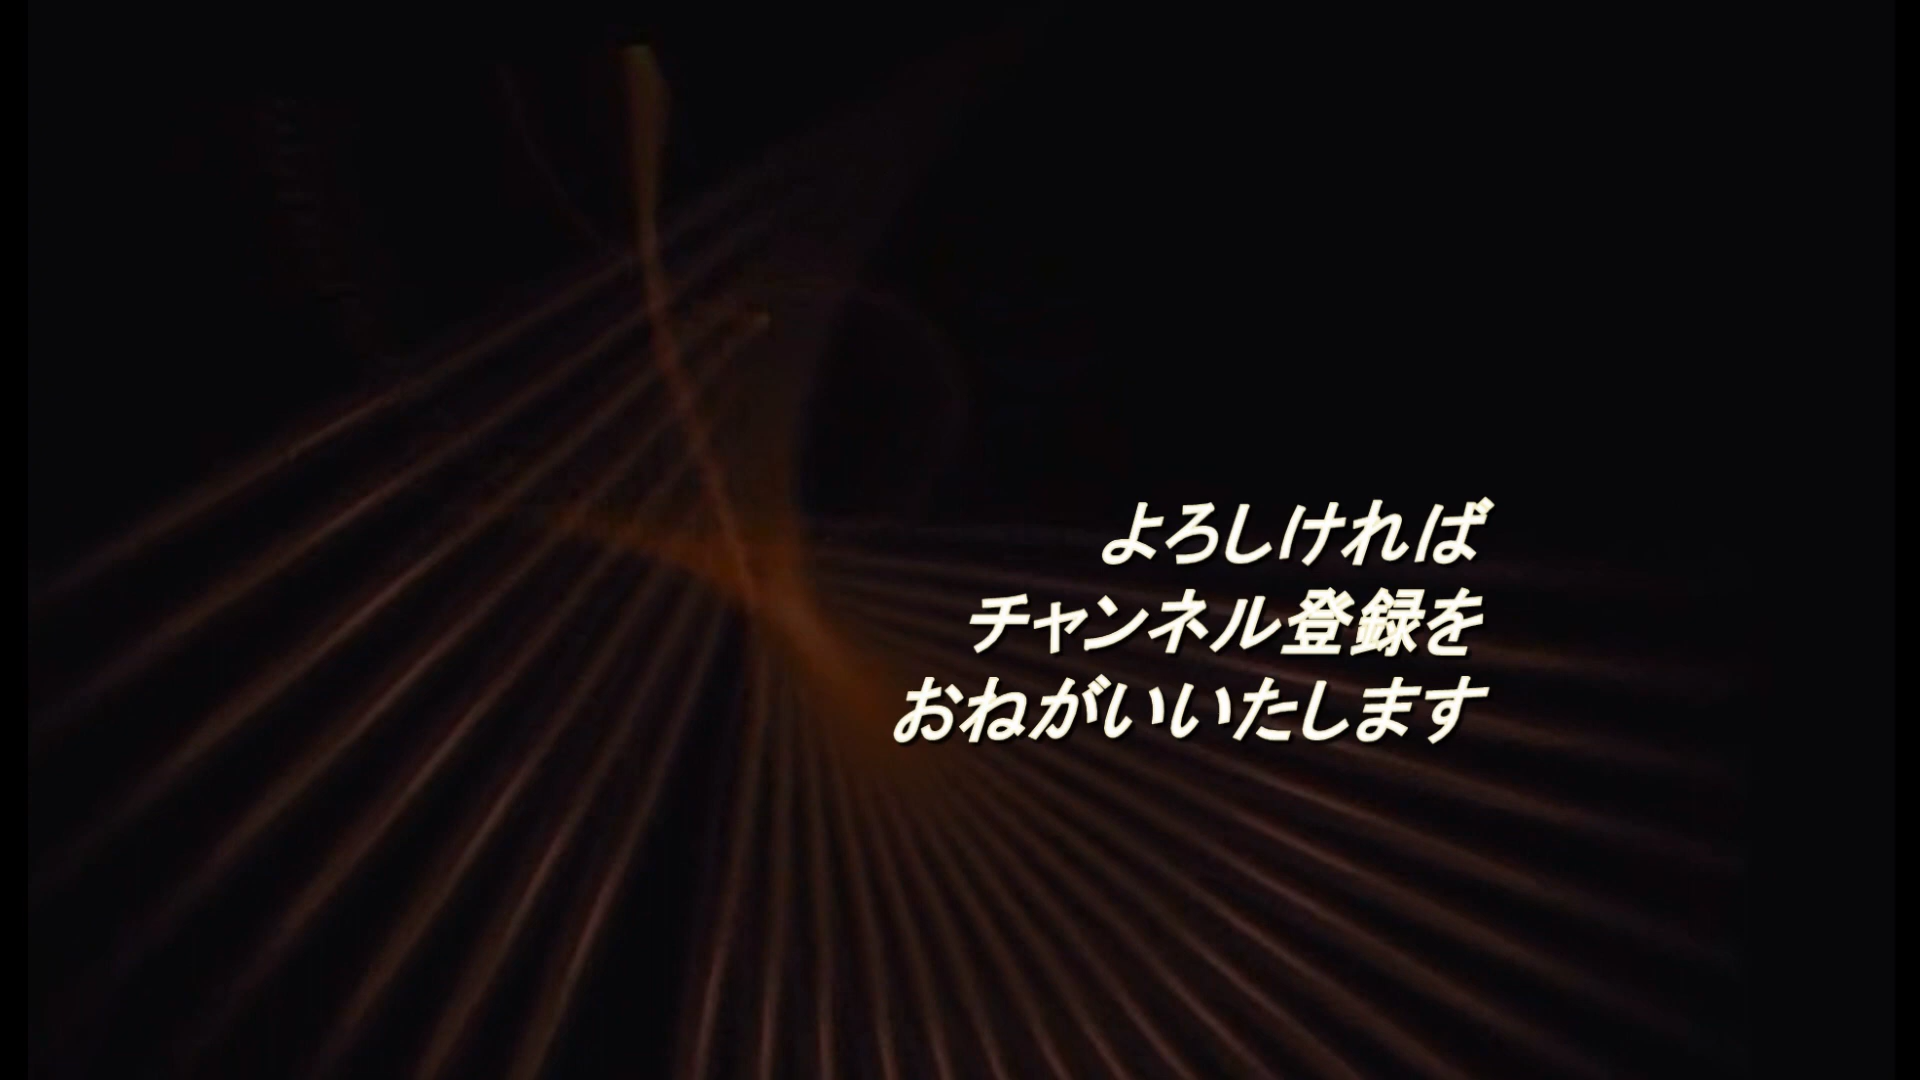 よろしければ
チャンネル登録を
おねがいいたします